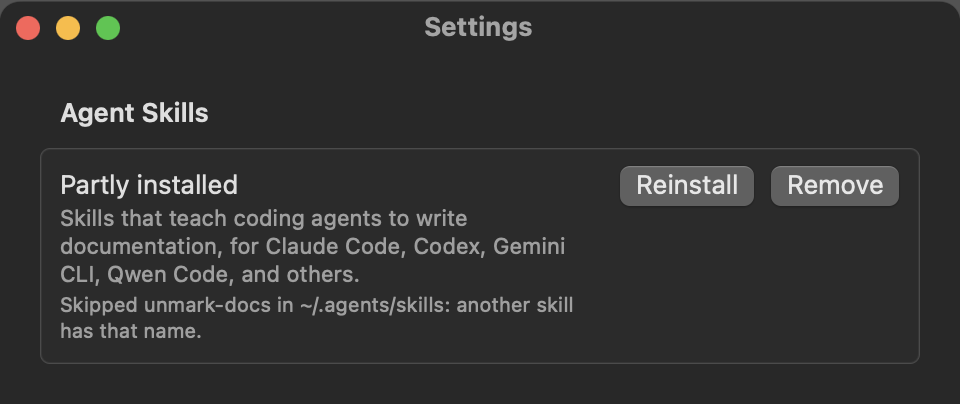 Settings
Agent Skills
Partly installed
Reinstall
Remove
Skills that teach coding agents to write
documentation, for Claude Code, Codex, Gemini
CLI, Qwen Code, and others.
Skipped unmark-docs in ~/.agents/skills: another skill
has that name.